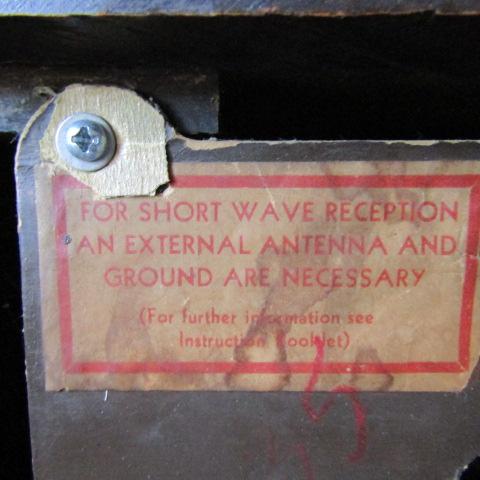 FOR SHORT WAVE RECEPTION
AN EXTERNAL ANTENNA AND
GROUND ARE NECESSARY
(For further information see
Instruction Booklet)